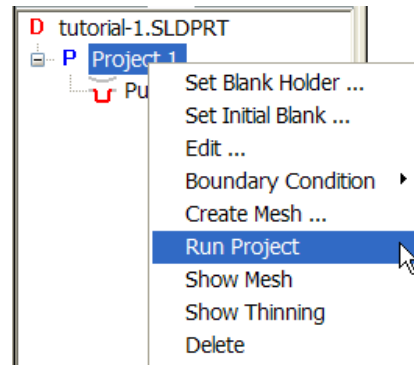 D tutorial-1.SLDPRT
P Project 1
Pu
Set Blank Holder ...
Set Initial Blank ...
Edit ...
Boundary Condition
Create Mesh ...
Run Project
Show Mesh
Show Thinning
Delete